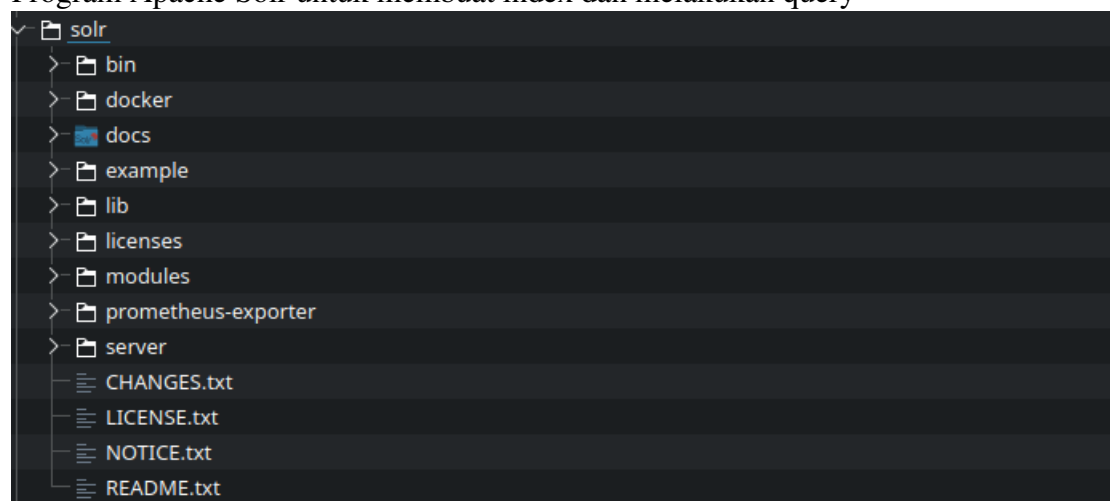 Program Apache Solr untuk membuat index dan melakukan query
solr
bin
docker
docs
example
lib
licenses
modules
prometheus-exporter
server
CHANGES.txt
LICENSE.txt
NOTICE.txt
README.txt